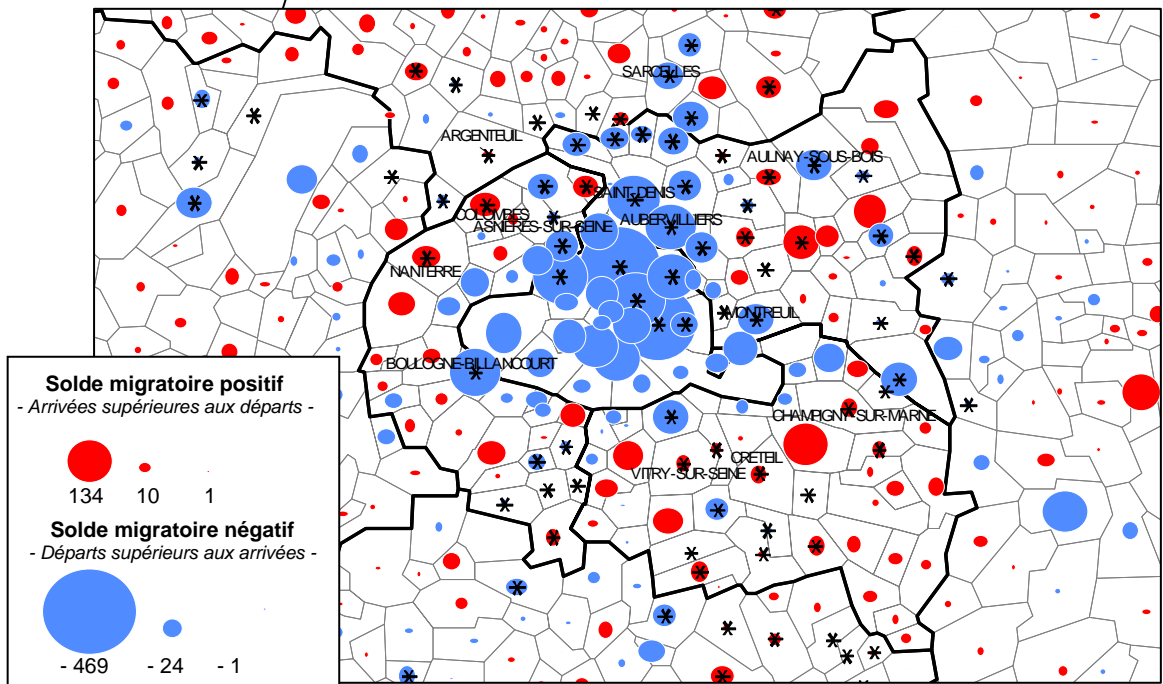 SARCELLES
ARGENTEUIL
AULNAY-SOUS-BOIS
SAINT-DENIS
COLOMBES
AUBERVILLIERS
ASNIERES-SUR-SEINE
NANTERRE
MONTREUIL
BOULOGNE-BILLANCOURT
CHAMPIGNY-SUR-MARNE
CRETEIL
VITRY-SUR-SEINE
Solde migratoire positif
- Arrivées supérieures aux départs -
134 10 1
Solde migratoire négatif
- Départs supérieurs aux arrivées -
- 469 - 24 - 1